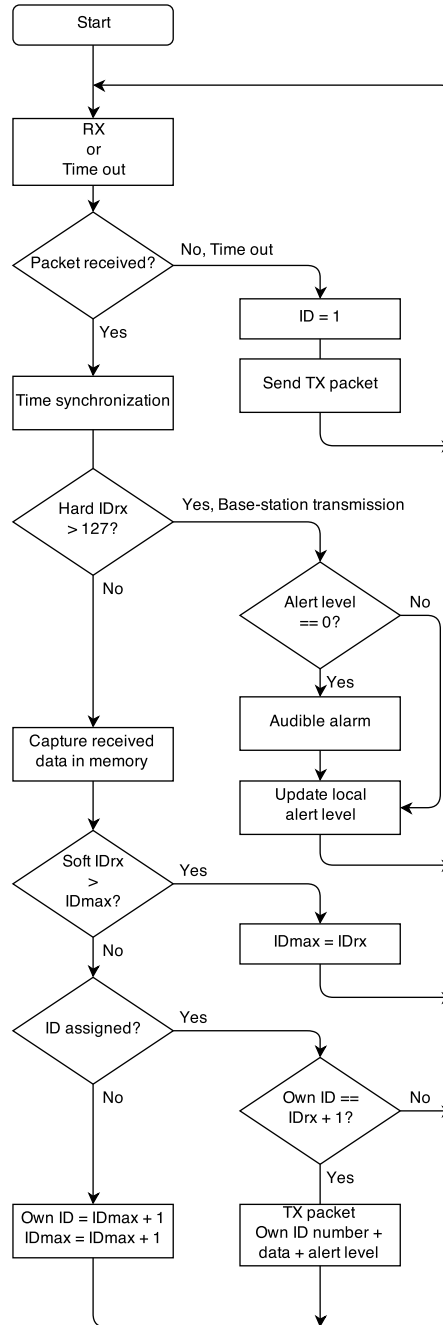 Start
RX
or
Time out
Packet received?
No, Time out
Yes
ID = 1
Send TX packet
Time synchronization
Hard IDrx
> 127?
Yes, Base-station transmission
No
Alert level
== 0?
No
Yes
Audible alarm
Update local
alert level
Capture received
data in memory
Soft IDrx
>
IDmax?
Yes
No
IDmax = IDrx
ID assigned?
Yes
No
Own ID ==
IDrx + 1?
No
Yes
Own ID = IDmax + 1
IDmax = IDmax + 1
TX packet
Own ID number +
data + alert level